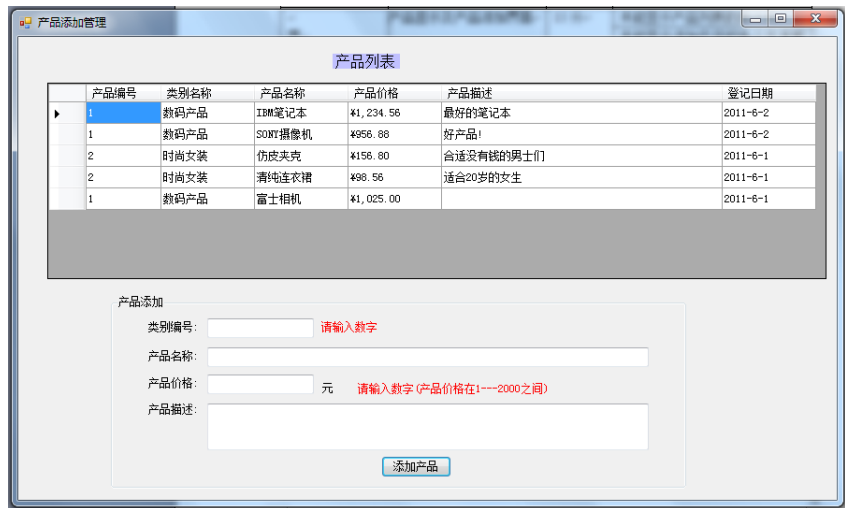 产品添加管理
产品列表
产品编号 类别名称 产品名称 产品价格 产品描述 登记日期
1 数码产品 IBM笔记本 ¥1,234.56 最好的笔记本 2011-6-2
1 数码产品 SONY摄像机 ¥956.88 好产品! 2011-6-2
2 时尚女装 仿皮夹克 ¥156.80 合适没有钱的男士们 2011-6-1
2 时尚女装 清纯连衣裙 ¥98.56 适合20岁的女生 2011-6-1
1 数码产品 富士相机 ¥1,025.00 2011-6-1
产品添加
类别编号: 请输入数字
产品名称:
产品价格: 元 请输入数字(产品价格在1---2000之间)
产品描述:
添加产品